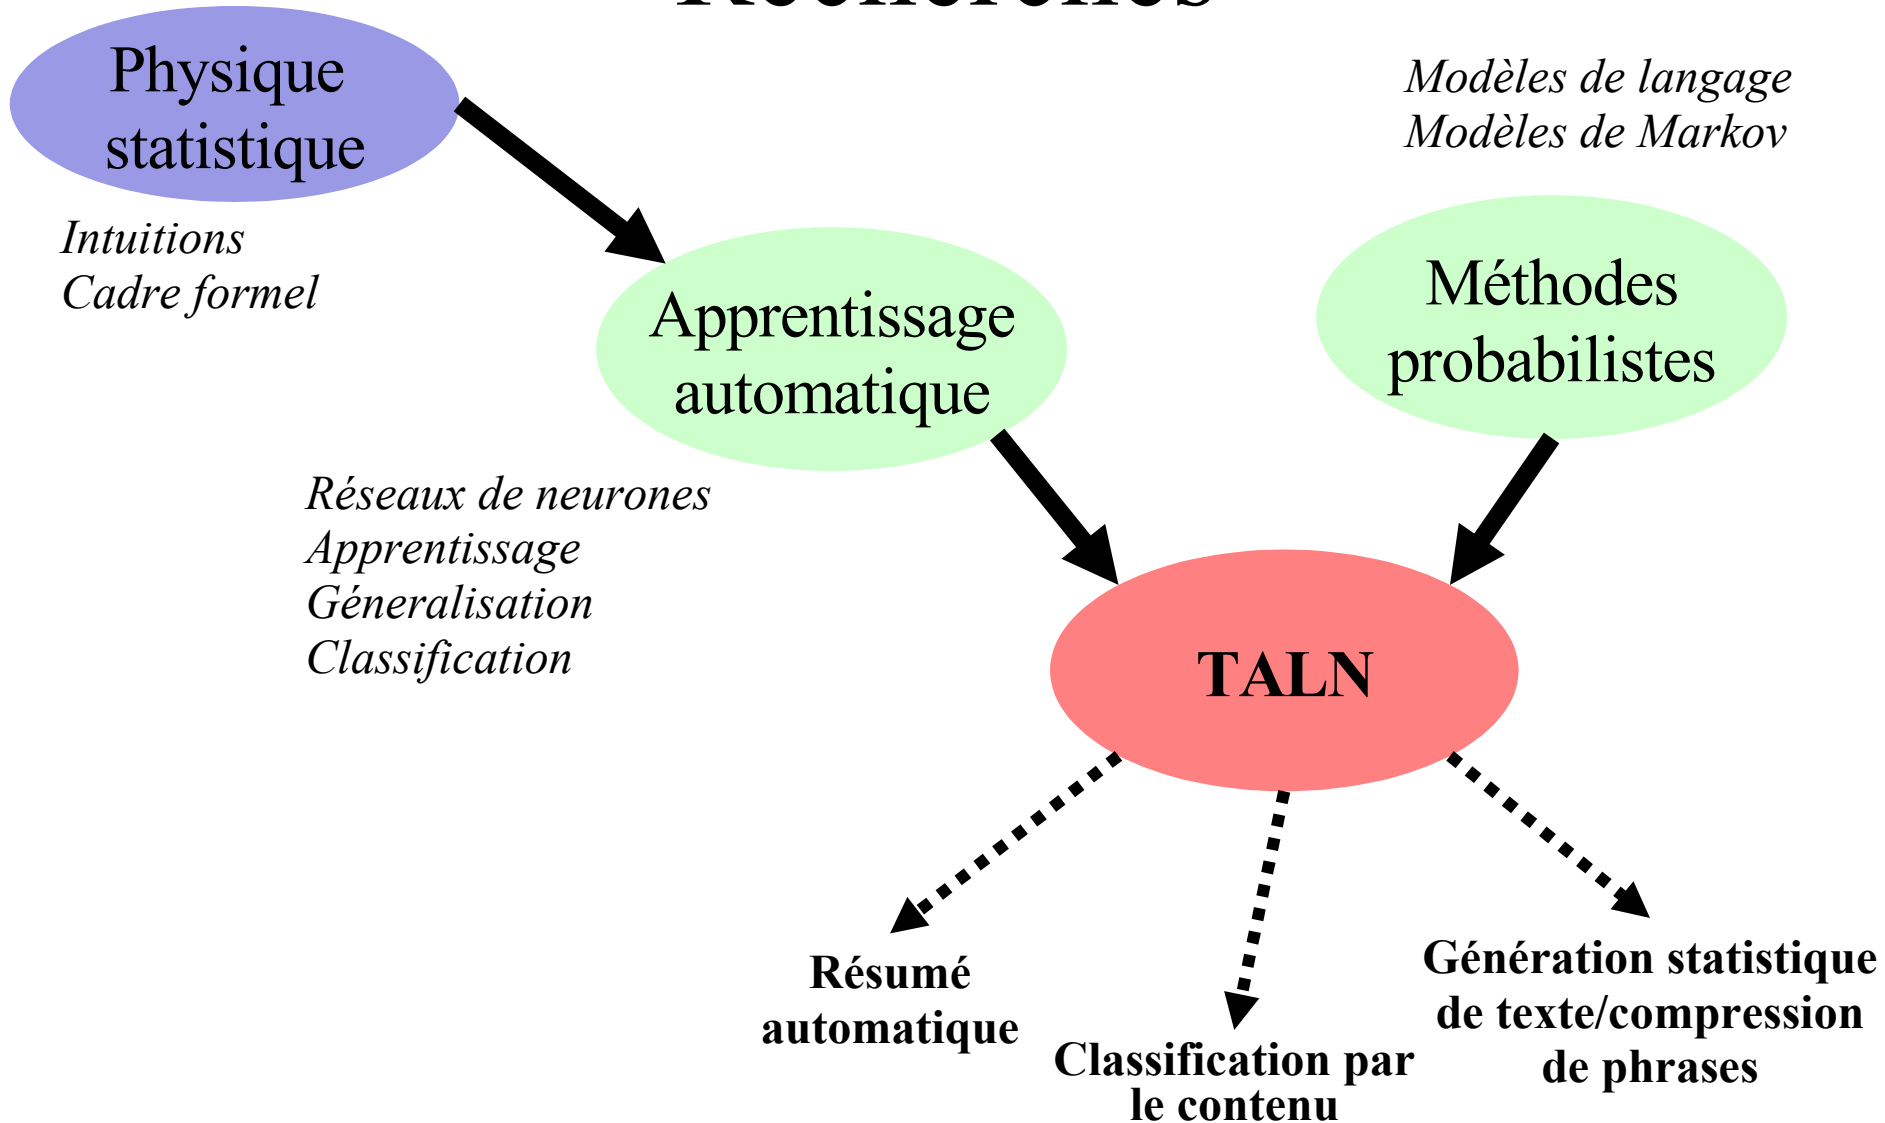 Physique
statistique
Intuitions
Cadre formel
Modèles de langage
Modèles de Markov
Apprentissage
automatique
Méthodes
probabilistes
Réseaux de neurones
Apprentissage
Géneralisation
Classification
TALN
Résumé
automatique
Classification par
le contenu
Génération statistique
de texte/compression
de phrases